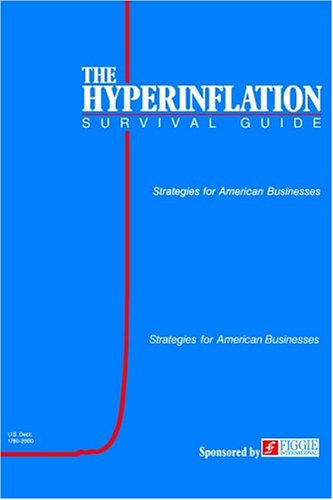 THE
HYPERINFLATION
SURVIVAL GUIDE
Strategies for American Businesses
Strategies for American Businesses
U.S. Debt,
1780-2000
Sponsored by FIGGIE
INTERNATIONAL